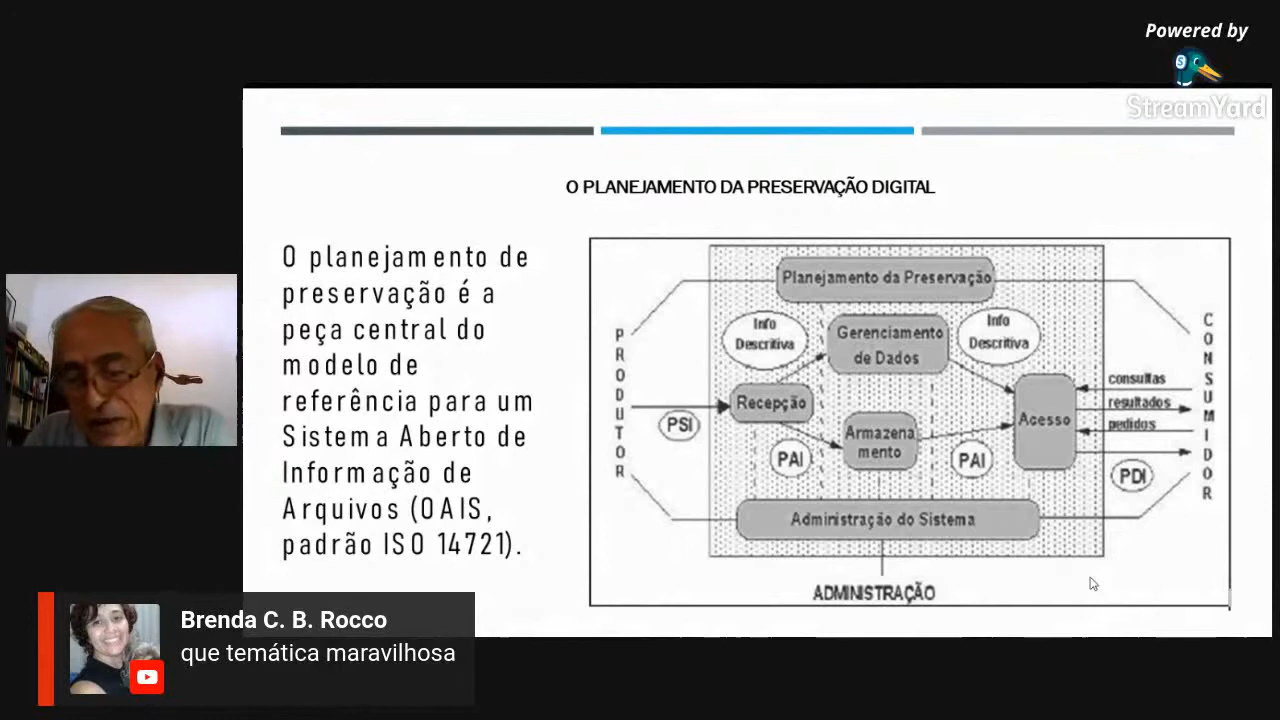 Powered by
StreamYard
O PLANEJAMENTO DA PRESERVAÇÃO DIGITAL
O planejamento de
preservação é a
peça central do
modelo de
referência para um
Sistema Aberto de
Informação de
Arquivos (OAIS,
padrão ISO 14721).
Planejamento da Preservação
Info
Descritiva
Gerenciamento
de Dados
Info
Descritiva
PRODUTOR
Recepção
PSI
PAI
Armazena
mento
PAI
Acesso
consultas
resultados
pedidos
PDI
CONSUMIDOR
Administração do Sistema
ADMINISTRAÇÃO
Brenda C. B. Rocco
que temática maravilhosa